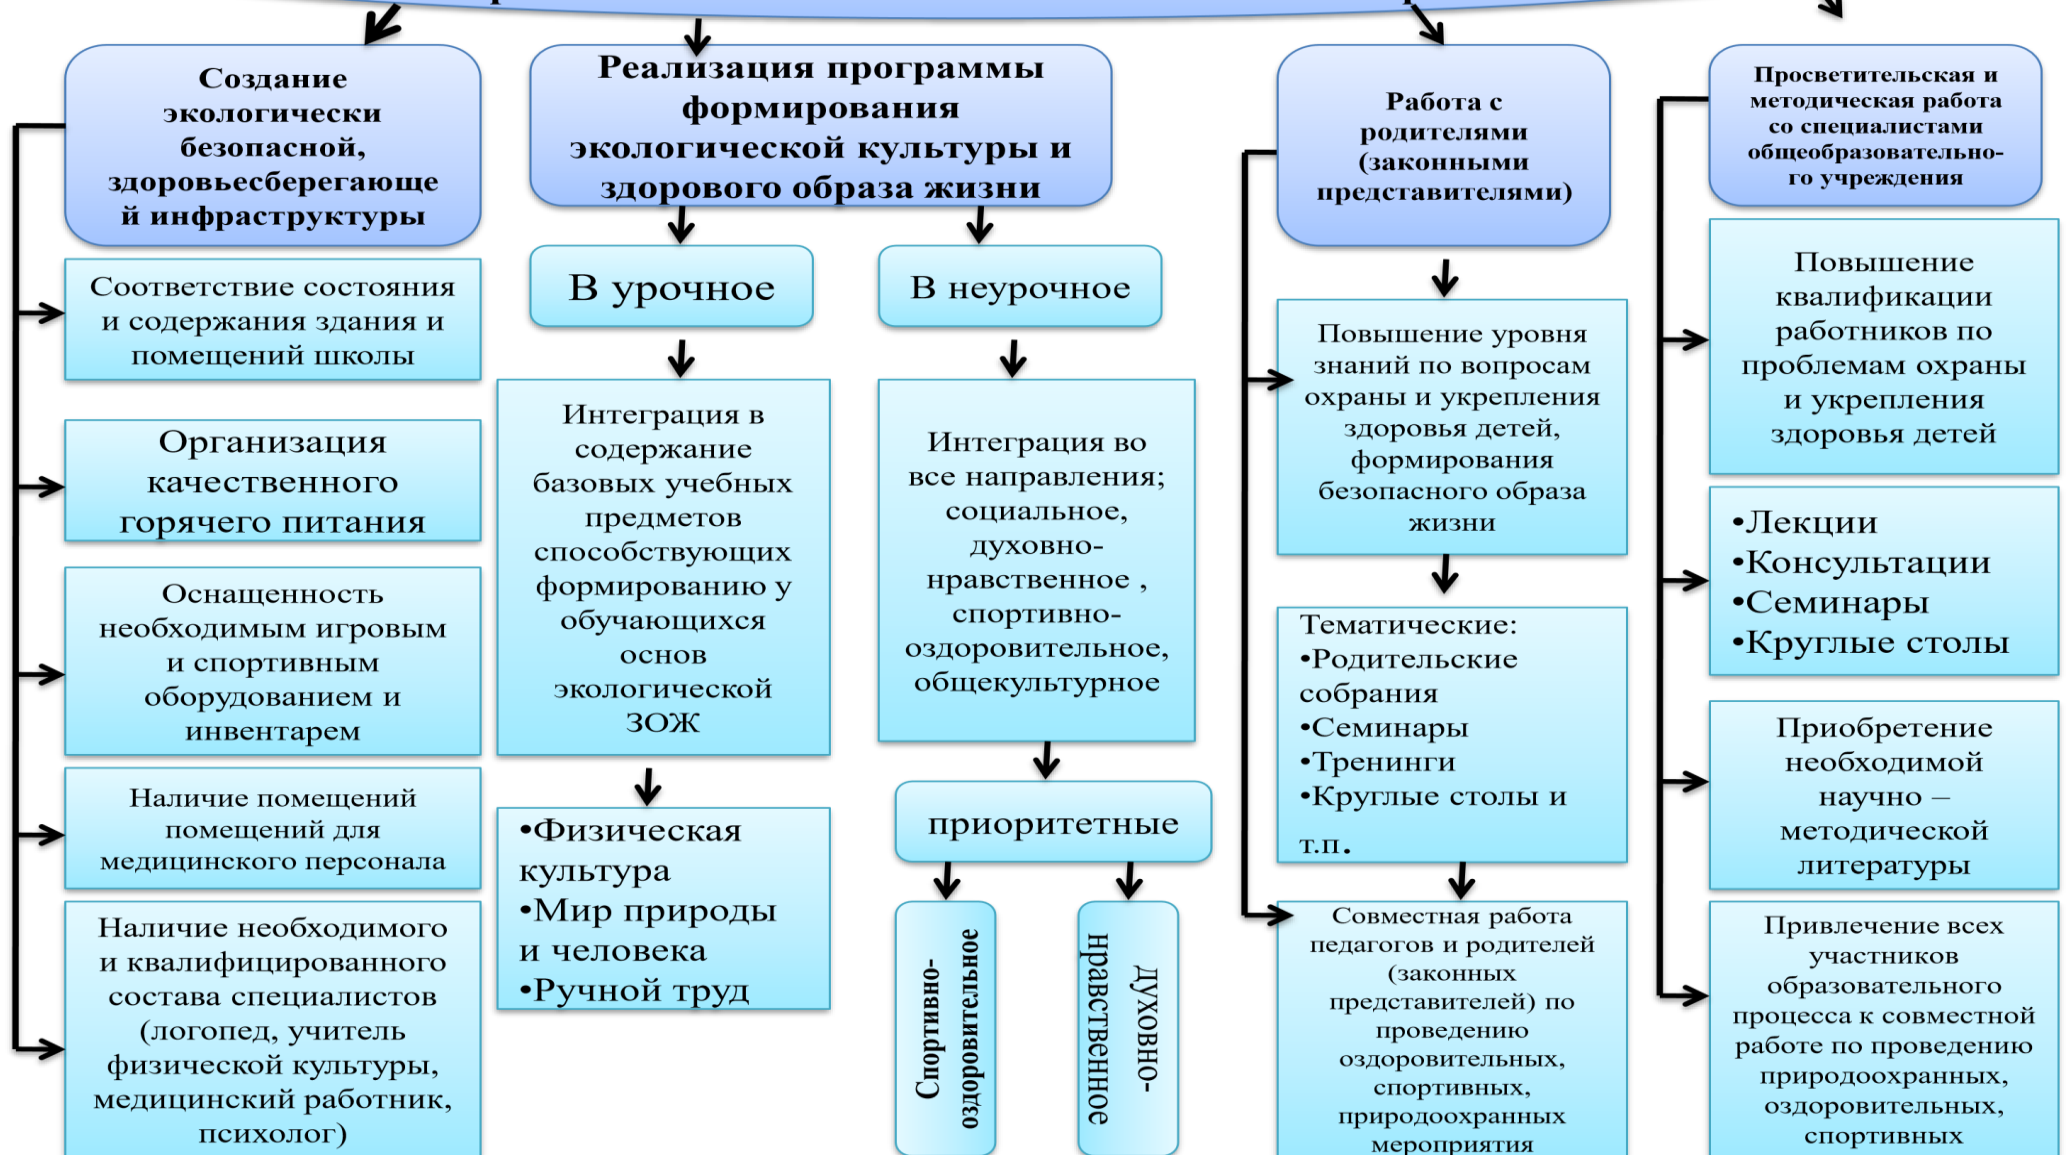 Создание
экологически
безопасной,
здоровьесберегающе
й инфраструктуры
Соответствие состояния
и содержания здания и
помещений школы
Организация
качественного
горячего питания
Оснащенность
необходимым игровым
и спортивным
оборудованием и
инвентарем
Наличие помещений
помещений для
медицинского персонала
Наличие необходимого
и квалифицированного
состава специалистов
(логопед, учитель
физической культуры,
медицинский работник,
психолог)
Реализация программы
формирования
экологической культуры и
здорового образа жизни
В урочное
Интеграция в
содержание
базовых учебных
предметов
способствующих
формированию у
обучающихся
основ
экологической
ЗОЖ
•Физическая
культура
•Мир природы
и человека
•Ручной труд
В неурочное
Интеграция во
все направления;
социальное,
духовно-
нравственное ,
спортивно-
оздоровительное,
общекультурное
приоритетные
Спортивно-
оздоровительное
духовно-
нравственное
Работа с
родителями
(законными
представителями)
Повышение уровня
знаний по вопросам
охраны и укрепления
здоровья детей,
формирования
безопасного образа
жизни
Тематические:
•Родительские
собрания
•Семинары
•Тренинги
•Круглые столы и
т.п.
Совместная работа
педагогов и родителей
(законных
представителей) по
проведению
оздоровительных,
спортивных,
природоохранных
мероприятия
Просветительская и
методическая работа
со специалистами
общеобразовательно-
го учреждения
Повышение
квалификации
работников по
проблемам охраны
и укрепления
здоровья детей
•Лекции
•Консультации
•Семинары
•Круглые столы
Приобретение
необходимой
научно –
методической
литературы
Привлечение всех
участников
образовательного
процесса к совместной
работе по проведению
природоохранных,
оздоровительных,
спортивных